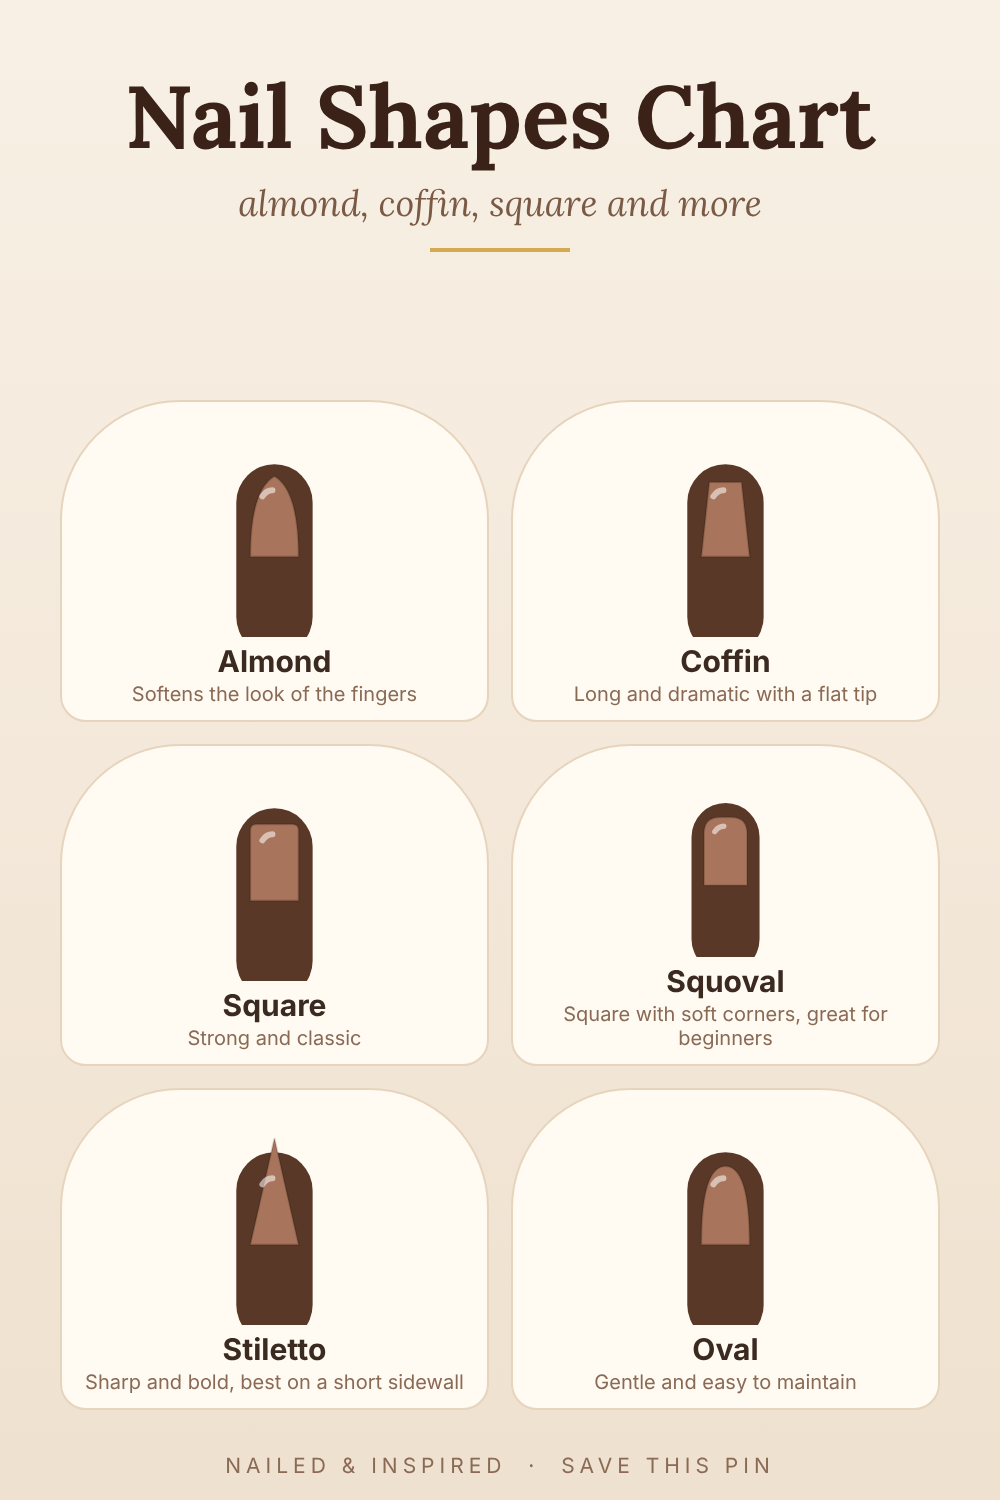 Nail Shapes Chart
almond, coffin, square and more
Almond
Softens the look of the fingers
Coffin
Long and dramatic with a flat tip
Square
Strong and classic
Squoval
Square with soft corners, great for
beginners
Stiletto
Sharp and bold, best on a short sidewall
Oval
Gentle and easy to maintain
NAILED & INSPIRED · SAVE THIS PIN